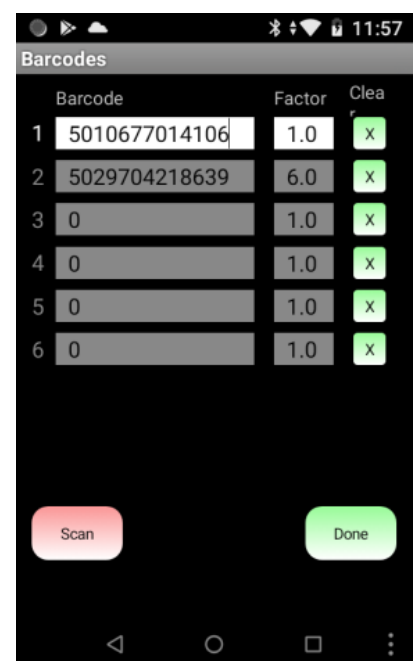 11:57
Barcodes
Barcode Factor Clea
r
1 5010677014106 1.0 X
2 5029704218639 6.0 X
3 0 1.0 X
4 0 1.0 X
5 0 1.0 X
6 0 1.0 X
Scan Done